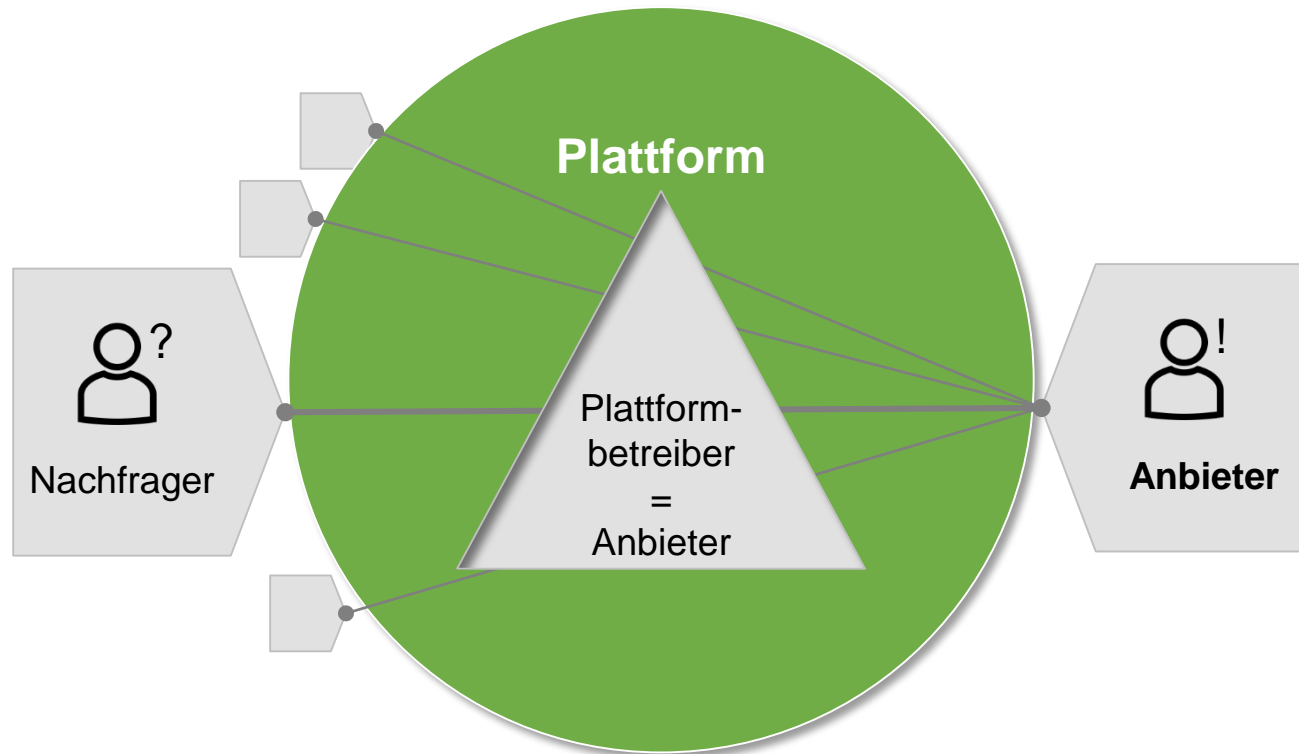 Plattform
?
Nachfrager
Plattform-
betreiber
=
Anbieter
!
Anbieter